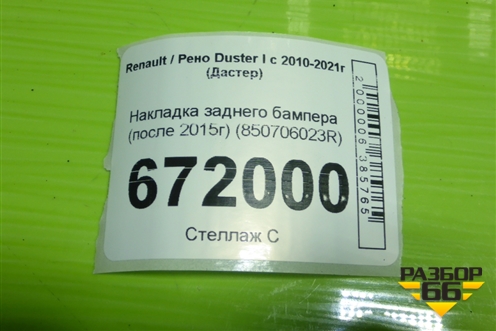 Renault / Рено Duster I с 2010-2021г
(Дастер)
Накладка заднего бампера
(после 2015г) (850706023R)
672000
Стеллаж С
2000006385765
РАЗБОР
66